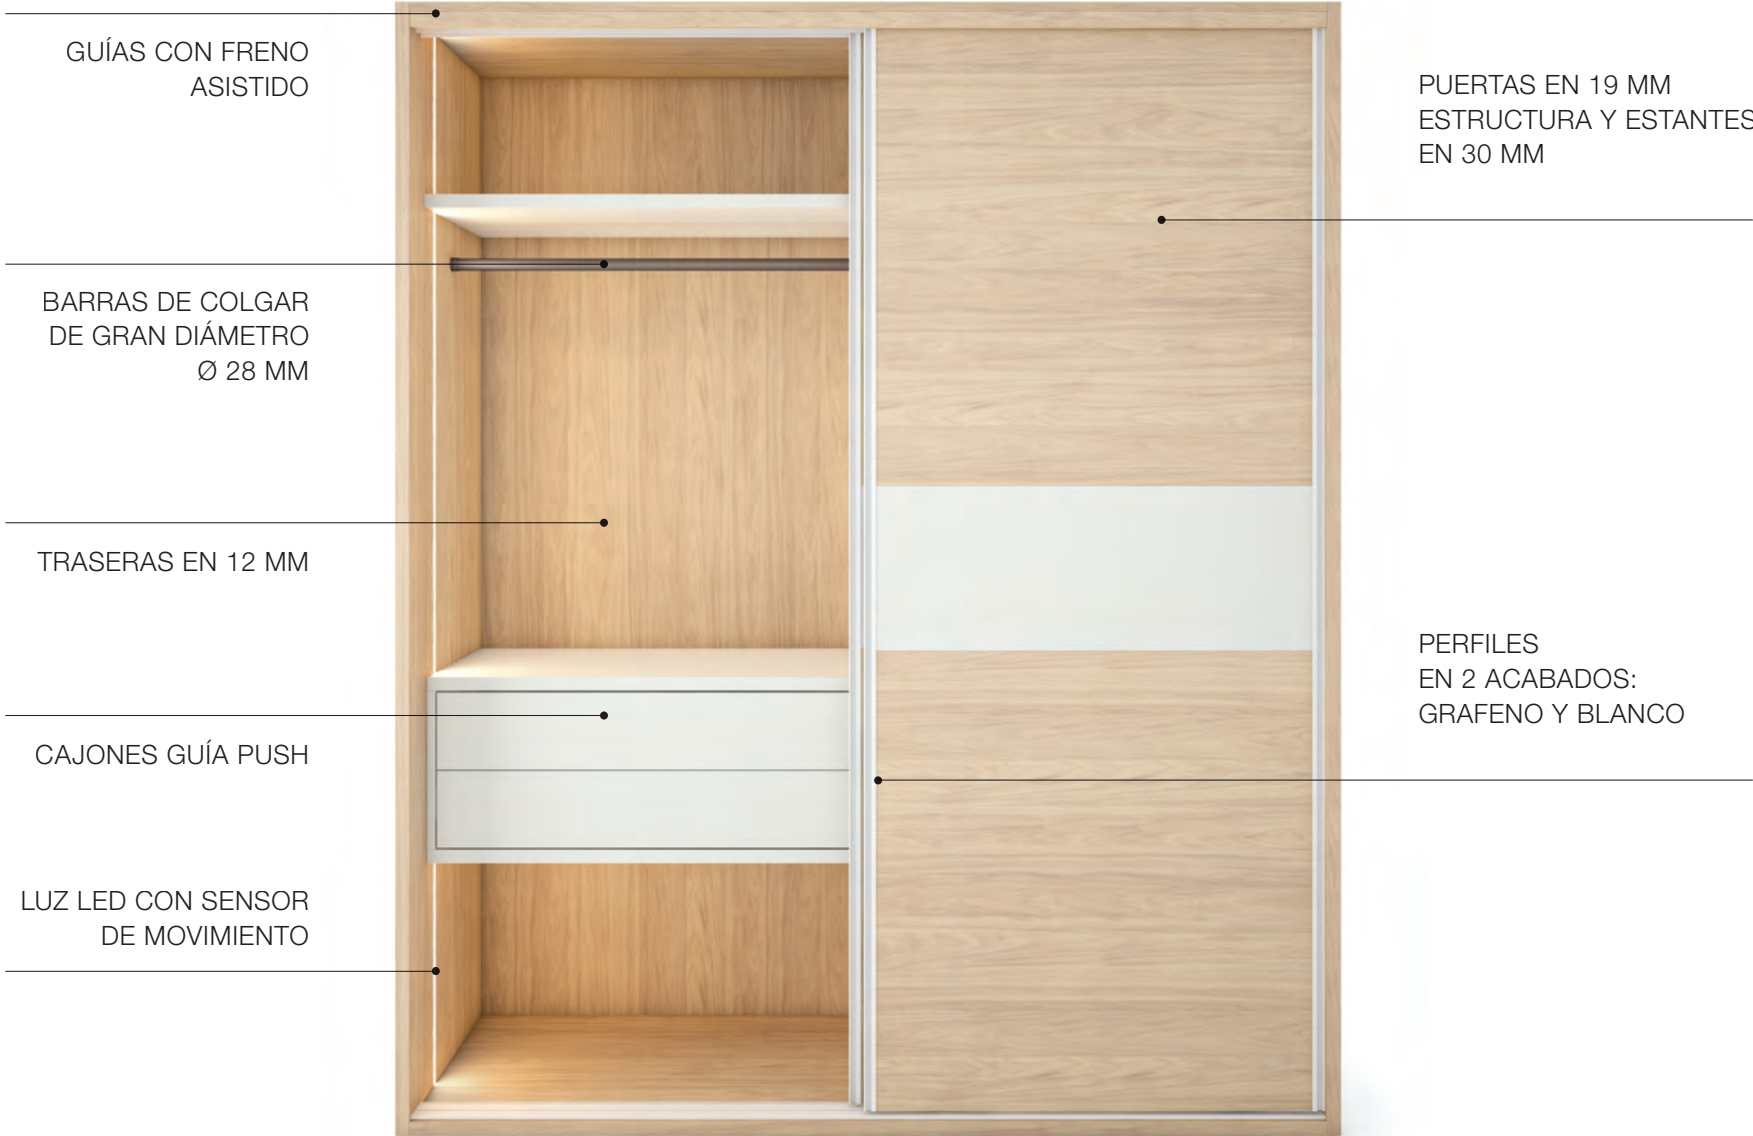 GUÍAS CON FRENO
ASISTIDO
BARRAS DE COLGAR
DE GRAN DIÁMETRO
Ø 28 MM
TRASERAS EN 12 MM
CAJONES GUÍA PUSH
LUZ LED CON SENSOR
DE MOVIMIENTO
PUERTAS EN 19 MM
ESTRUCTURA Y ESTANTES
EN 30 MM
PERFILES
EN 2 ACABADOS:
GRAFENO Y BLANCO